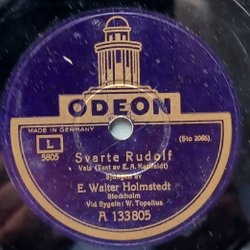 ODEON
MADE IN GERMANY
L
5805
(Sto 2086)
Svarte Rudolf
Vals (Text av E. A. Karlfeldt)
Sjungen av
E. Walter Holmstedt
Stockholm
Vid flygeln: W. Topelius
A 133805